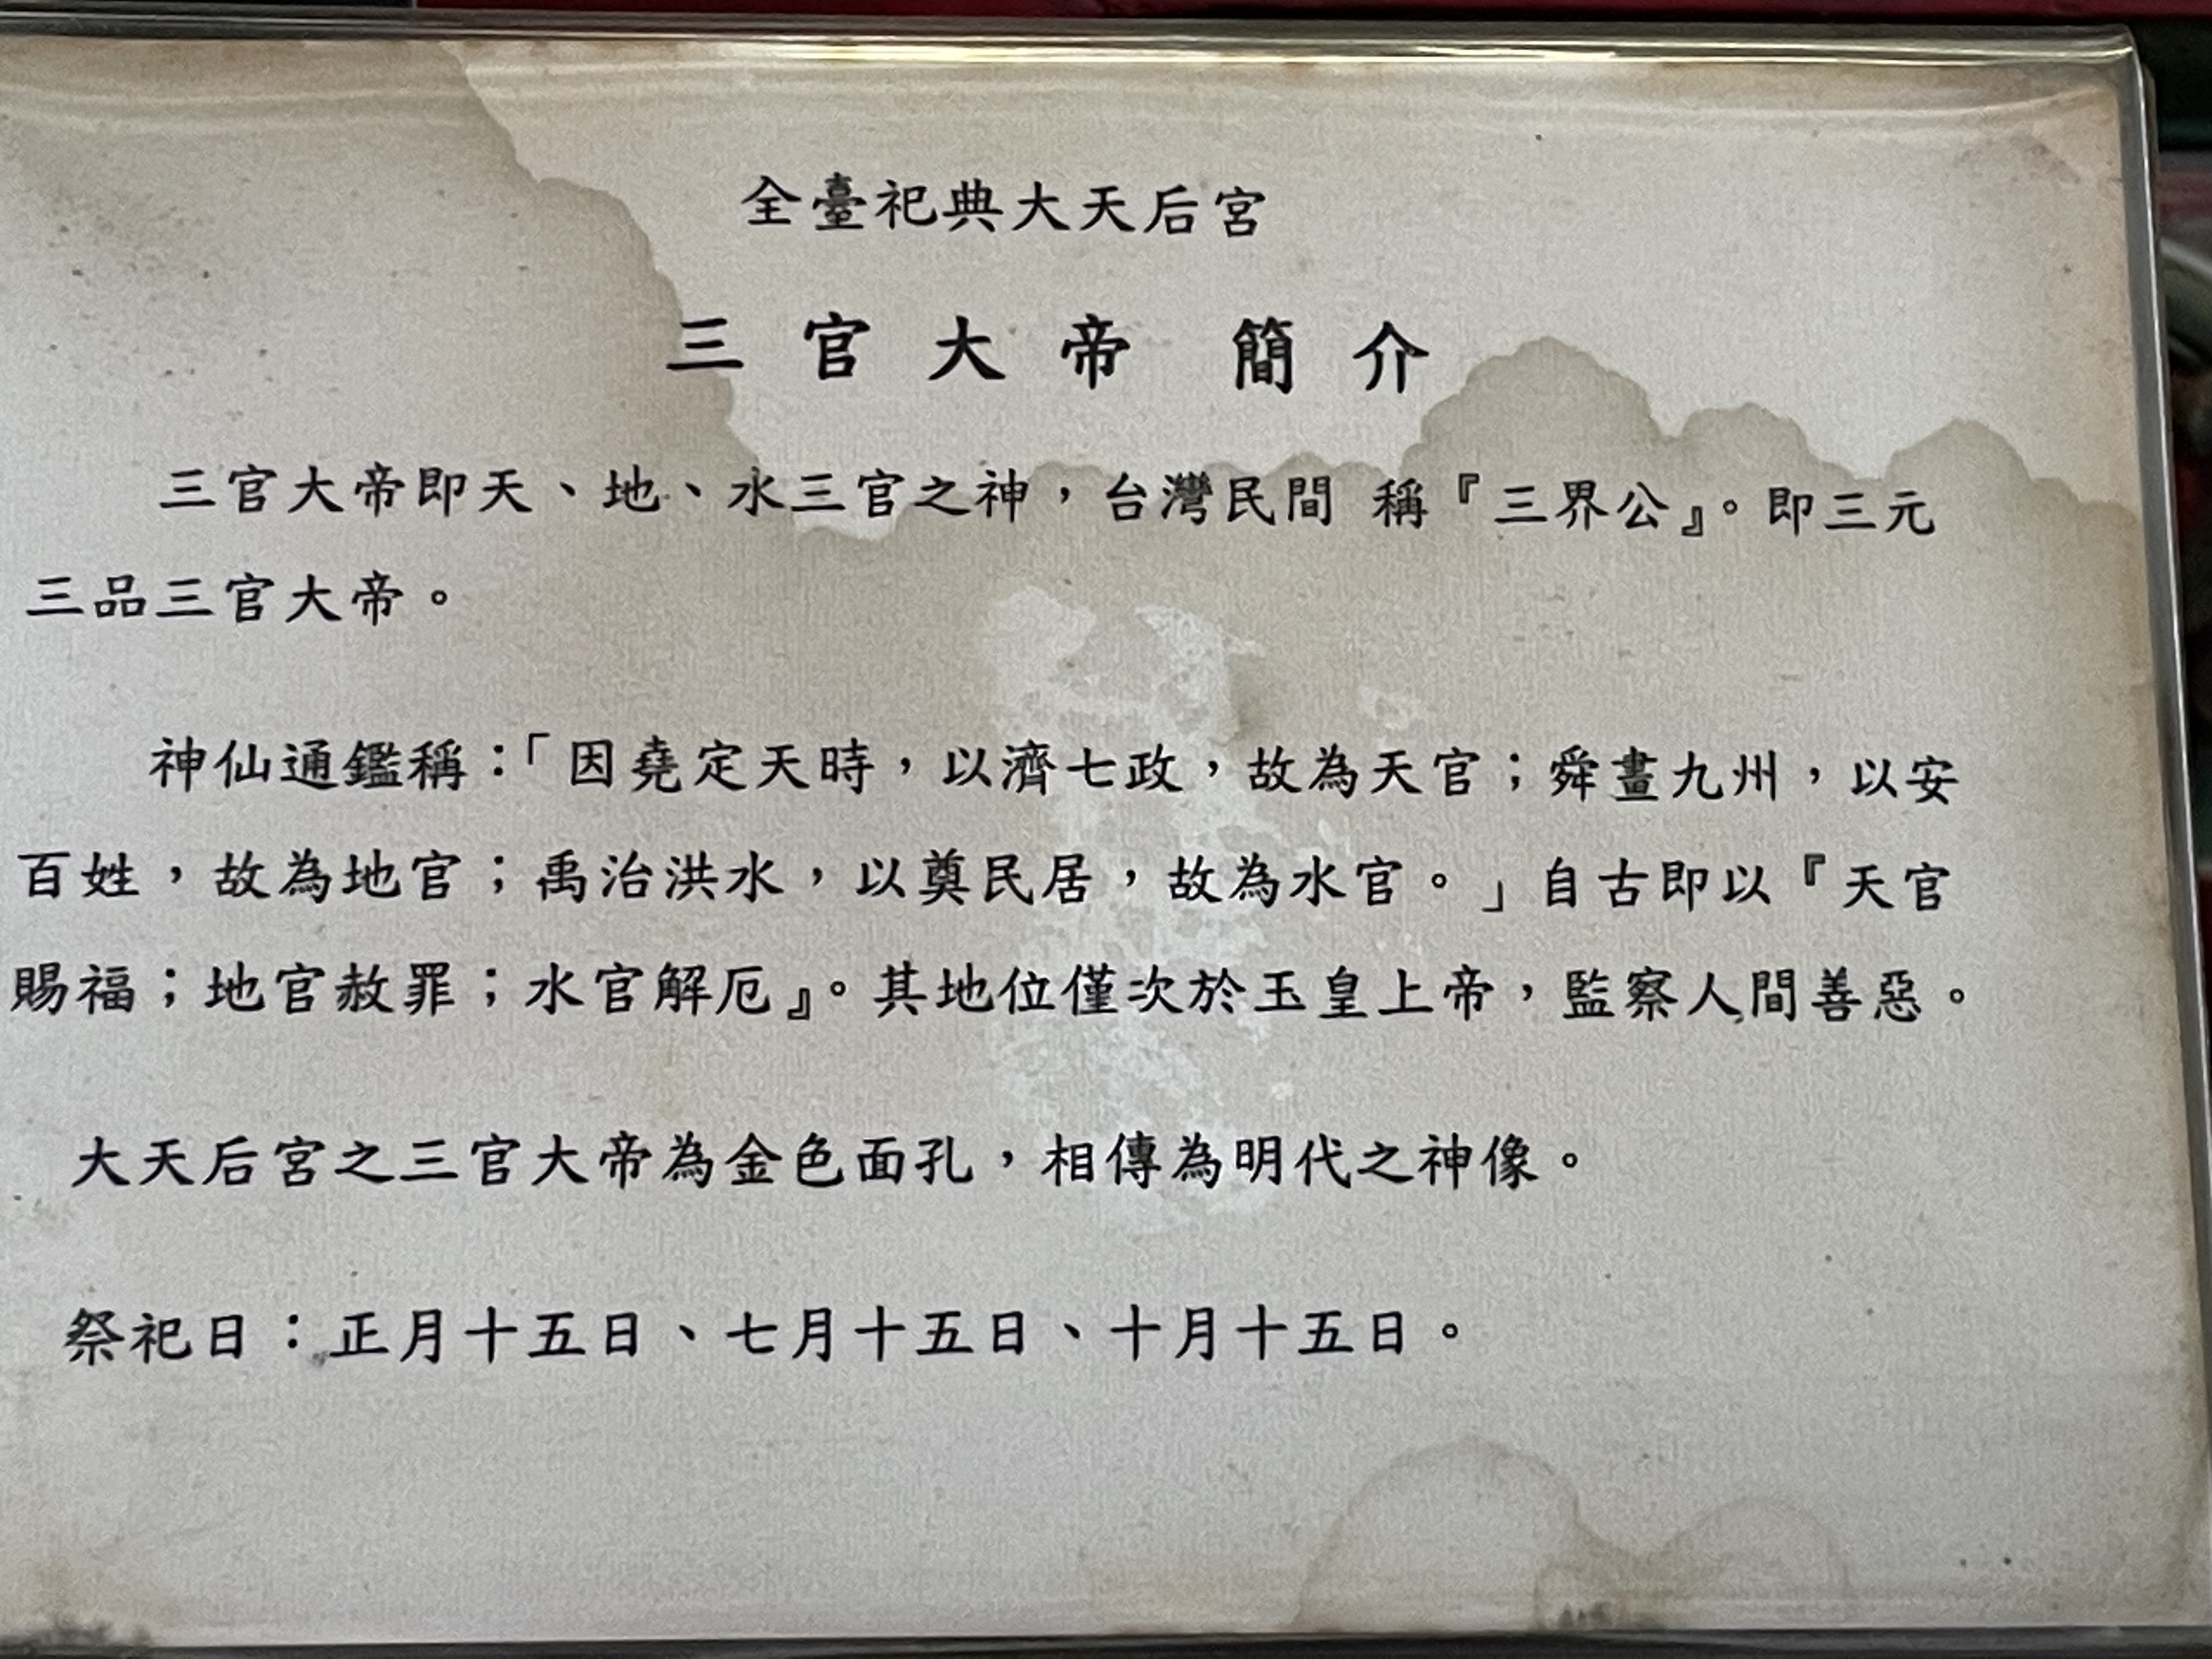 全臺祀典大天后宮
三官大帝 簡介
三官大帝即天、地、水三官之神，台灣民間 稱『三界公』。即三元
三品三官大帝。
神仙通鑑稱：「因堯定天時，以濟七政，故為天官；舜畫九州，以安
百姓，故為地官；禹治洪水，以奠民居，故為水官。」自古即以『天官
賜福；地官赦罪；水官解厄』。其地位僅次於玉皇上帝，監察人間善惡。
大天后宮之三官大帝為金色面孔，相傳為明代之神像。
祭祀日：正月十五日、七月十五日、十月十五日。